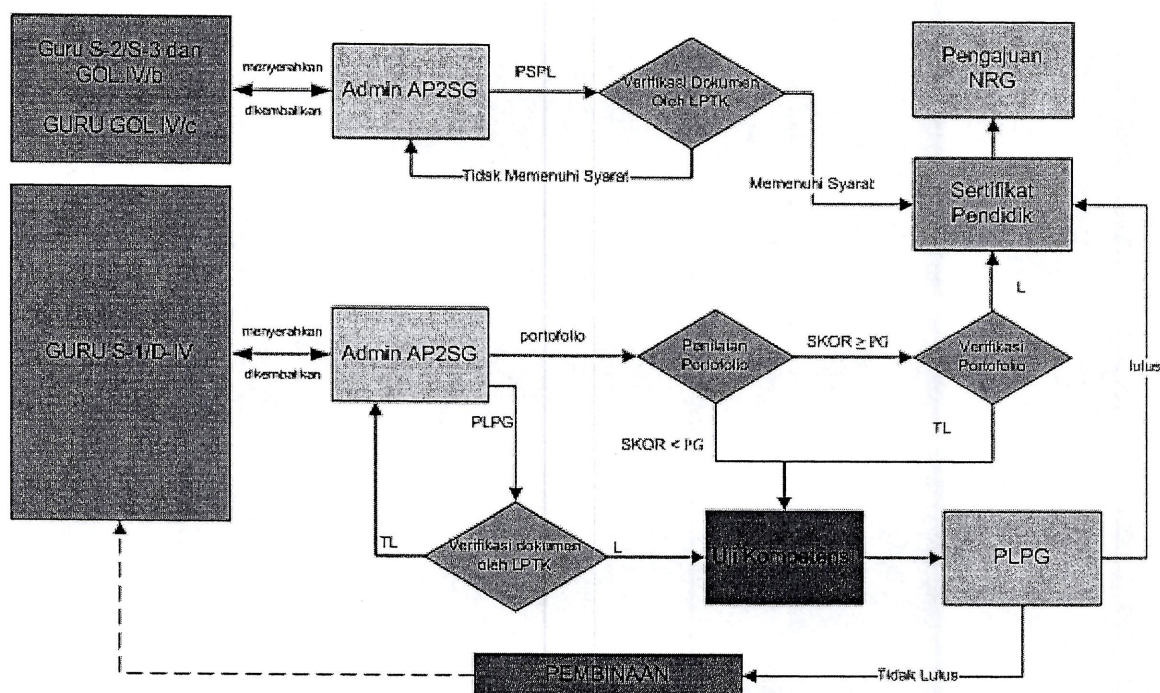 Guru S-2/S-3 dan
GOL.IV/b
GURU GOL.IV/c
menyerahkan
dikembalikan
Admin AP2SG
PSPL
Verifikasi Dokumen
Oleh LPTK
Tidak Memenuhi Syarat
Memenuhi Syarat
Pengajuan
NRG
Sertifikat
Pendidik
GURU S-1/D-IV
menyerahkan
dikembalikan
Admin AP2SG
portofolio
Penilaian
Portofolio
SKOR ≥ PG
Verifikasi
Portofolio
L
lulus
PLPG
SKOR < PG
TL
TL
Verifikasi dokumen
oleh LPTK
L
Uji Kompetensi
PLPG
Tidak Lulus
PEMBINAAN